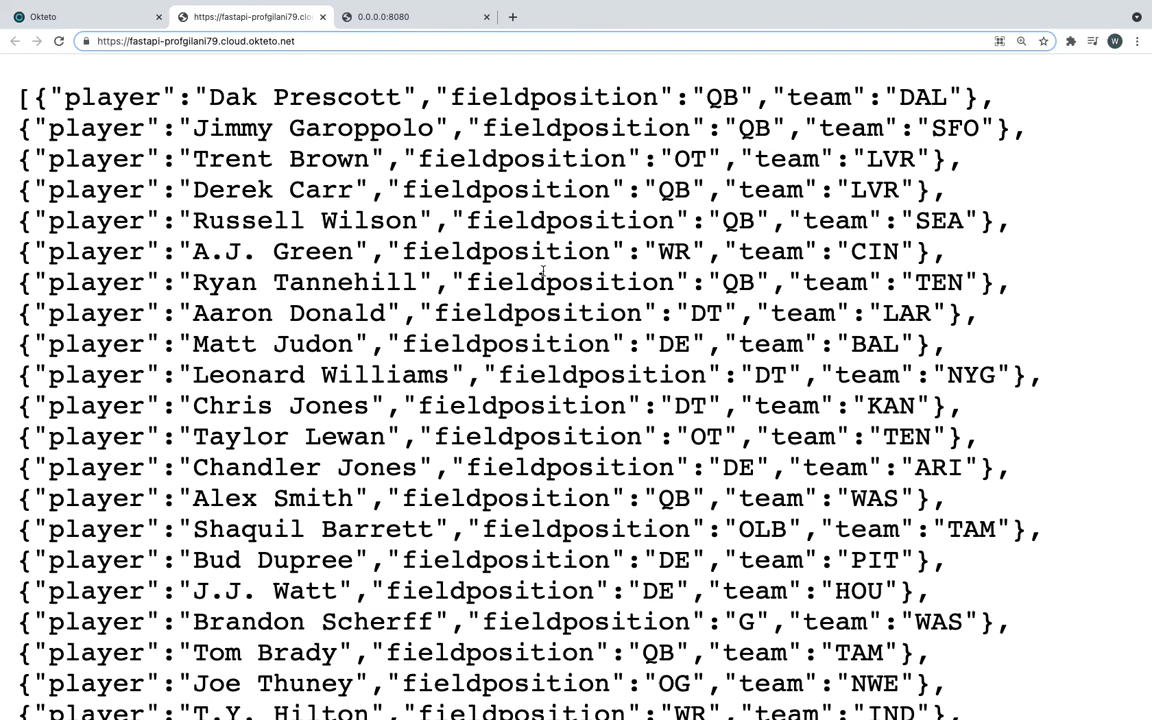 Okteto
https://fastapi-profgilani79.clo
0.0.0.0:8080
https://fastapi-profgilani79.cloud.okteto.net
W
[{"player":"Dak Prescott","fieldposition":"QB","team":"DAL"},
{"player":"Jimmy Garoppolo","fieldposition":"QB","team":"SFO"},
{"player":"Trent Brown","fieldposition":"OT","team":"LVR"},
{"player":"Derek Carr","fieldposition":"QB","team":"LVR"},
{"player":"Russell Wilson","fieldposition":"QB","team":"SEA"},
{"player":"A.J. Green","fieldposition":"WR","team":"CIN"},
{"player":"Ryan Tannehill","fieldposition":"QB","team":"TEN"},
{"player":"Aaron Donald","fieldposition":"DT","team":"LAR"},
{"player":"Matt Judon","fieldposition":"DE","team":"BAL"},
{"player":"Leonard Williams","fieldposition":"DT","team":"NYG"},
{"player":"Chris Jones","fieldposition":"DT","team":"KAN"},
{"player":"Taylor Lewan","fieldposition":"OT","team":"TEN"},
{"player":"Chandler Jones","fieldposition":"DE","team":"ARI"},
{"player":"Alex Smith","fieldposition":"QB","team":"WAS"},
{"player":"Shaquil Barrett","fieldposition":"OLB","team":"TAM"},
{"player":"Bud Dupree","fieldposition":"DE","team":"PIT"},
{"player":"J.J. Watt","fieldposition":"DE","team":"HOU"},
{"player":"Brandon Scherff","fieldposition":"G","team":"WAS"},
{"player":"Tom Brady","fieldposition":"QB","team":"TAM"},
{"player":"Joe Thuney","fieldposition":"OG","team":"NWE"},
{"player":"T.Y. Hilton","fieldposition":"WR","team":"IND"},